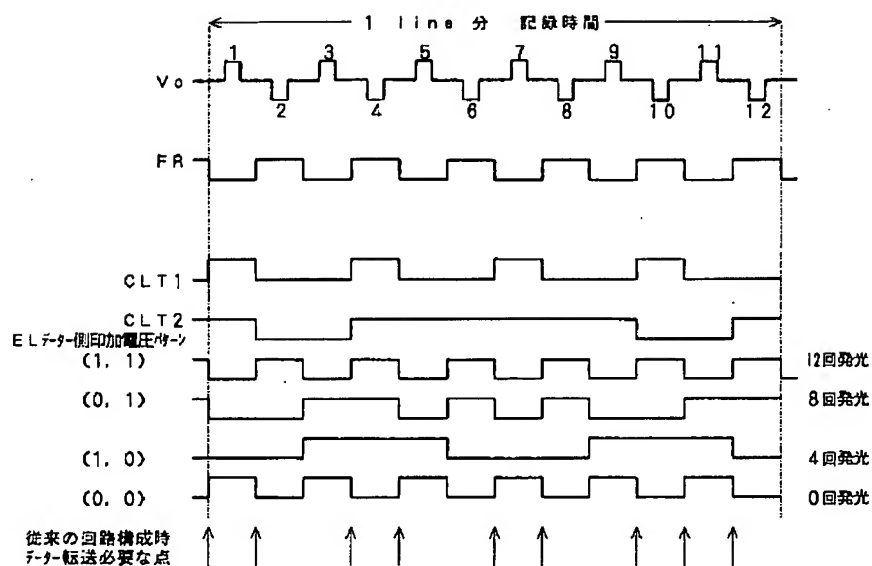 1 line 分 記録時間
1 3 5 7 9 11
Vo
2 4 6 8 10 12
FR
CLT1
CLT2
ELデーター側印加電圧パターン
(1, 1) 12回発光
(0, 1) 8回発光
(1, 0) 4回発光
(0, 0) 0回発光
従来の回路構成時
データー転送必要な点